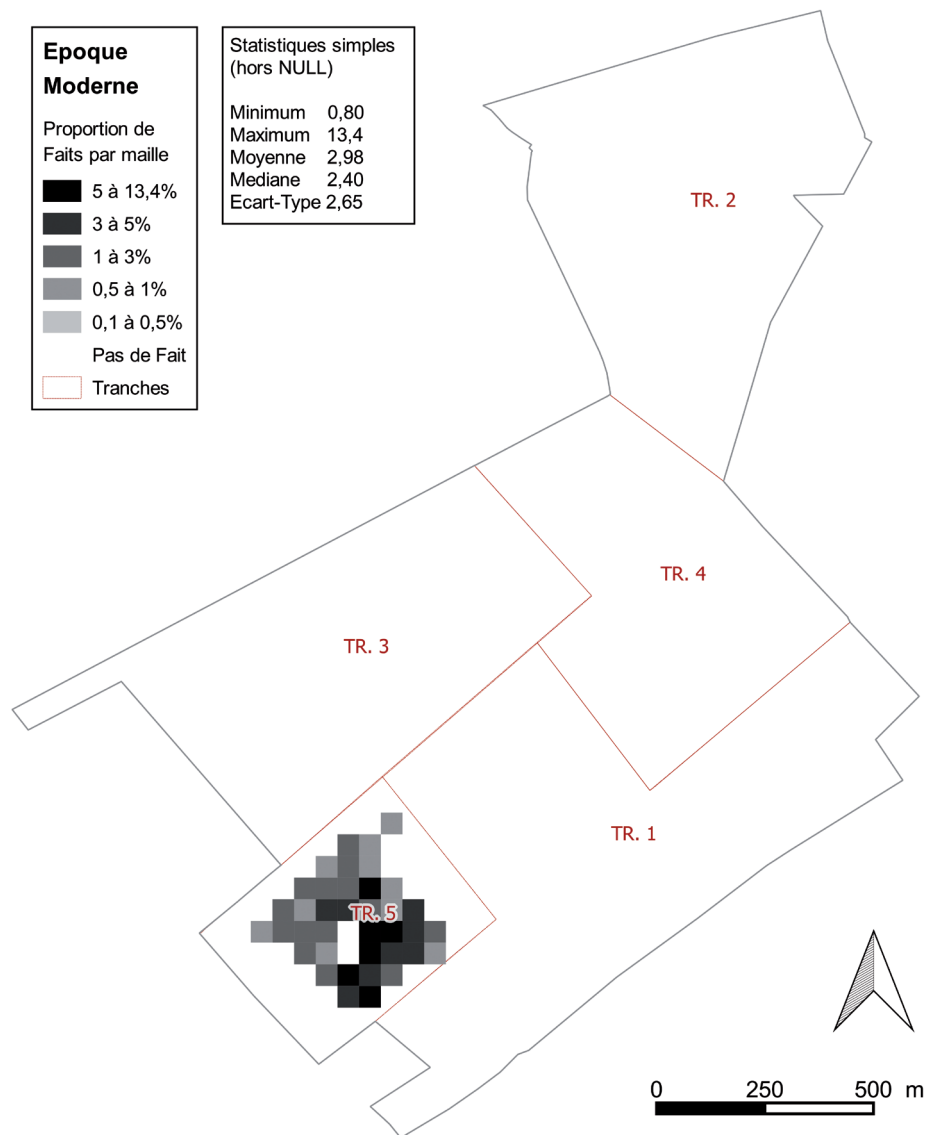 Epoque
Moderne
Proportion de
Faits par maille
5 à 13,4%
3 à 5%
1 à 3%
0,5 à 1%
0,1 à 0,5%
Pas de Fait
Tranches
Statistiques simples
(hors NULL)
Minimum 0,80
Maximum 13,4
Moyenne 2,98
Mediane 2,40
Ecart-Type 2,65
TR. 2
TR. 4
TR. 3
TR. 1
TR. 5
0 250 500 m